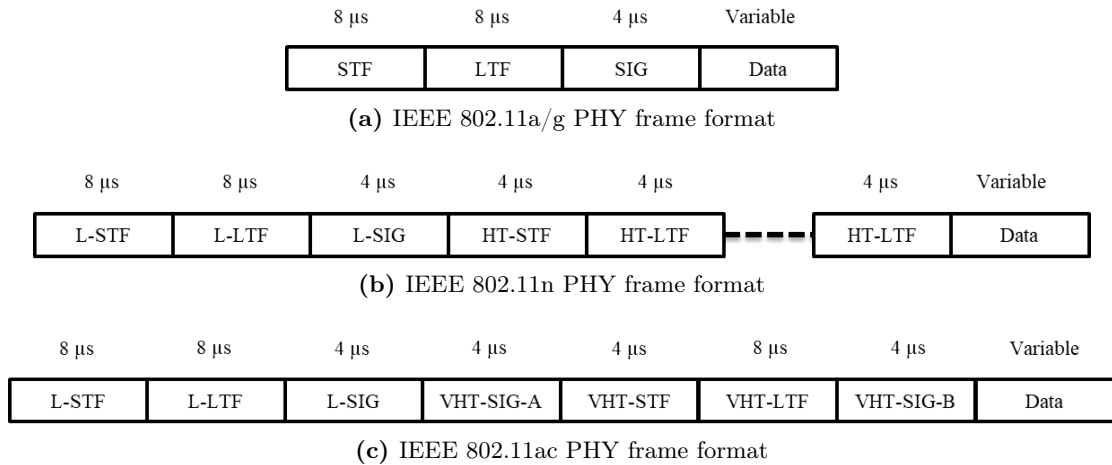 8 µs 8 µs 4 µs Variable
STF LTF SIG Data
(a) IEEE 802.11a/g PHY frame format
8 µs 8 µs 4 µs 4 µs 4 µs 4 µs Variable
L-STF L-LTF L-SIG HT-STF HT-LTF HT-LTF Data
(b) IEEE 802.11n PHY frame format
8 µs 8 µs 4 µs 4 µs 4 µs 8 µs 4 µs Variable
L-STF L-LTF L-SIG VHT-SIG-A VHT-STF VHT-LTF VHT-SIG-B Data
(c) IEEE 802.11ac PHY frame format